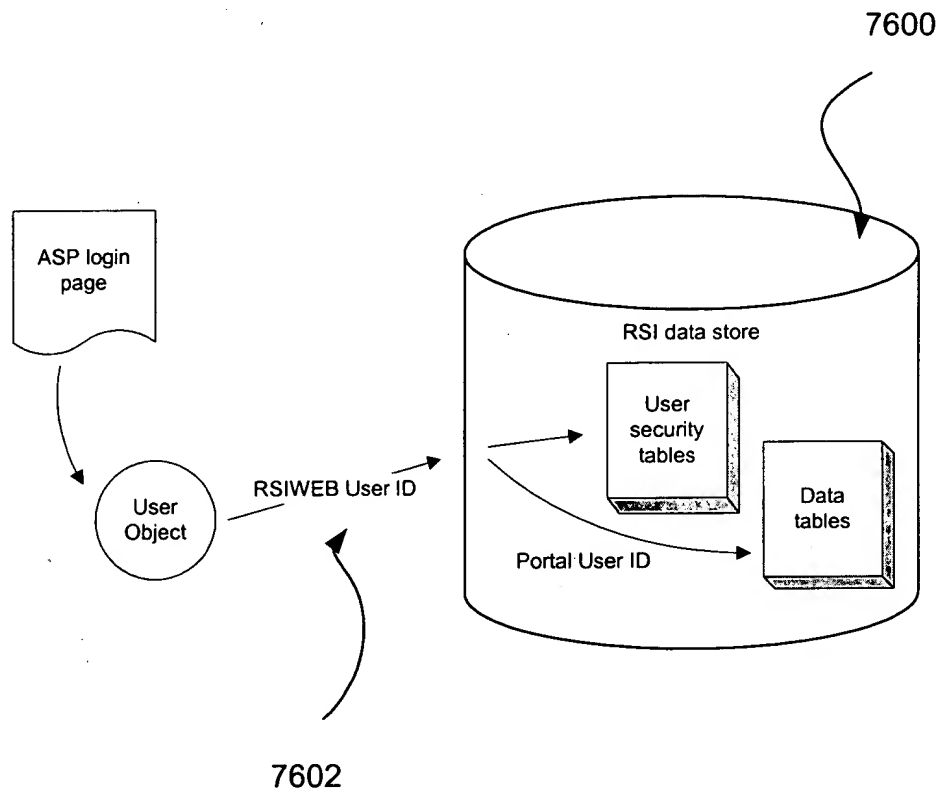 7600
ASP login
page
RSI data store
User
security
tables
RSIWEB User ID
User
Object
Data
tables
Portal User ID
7602